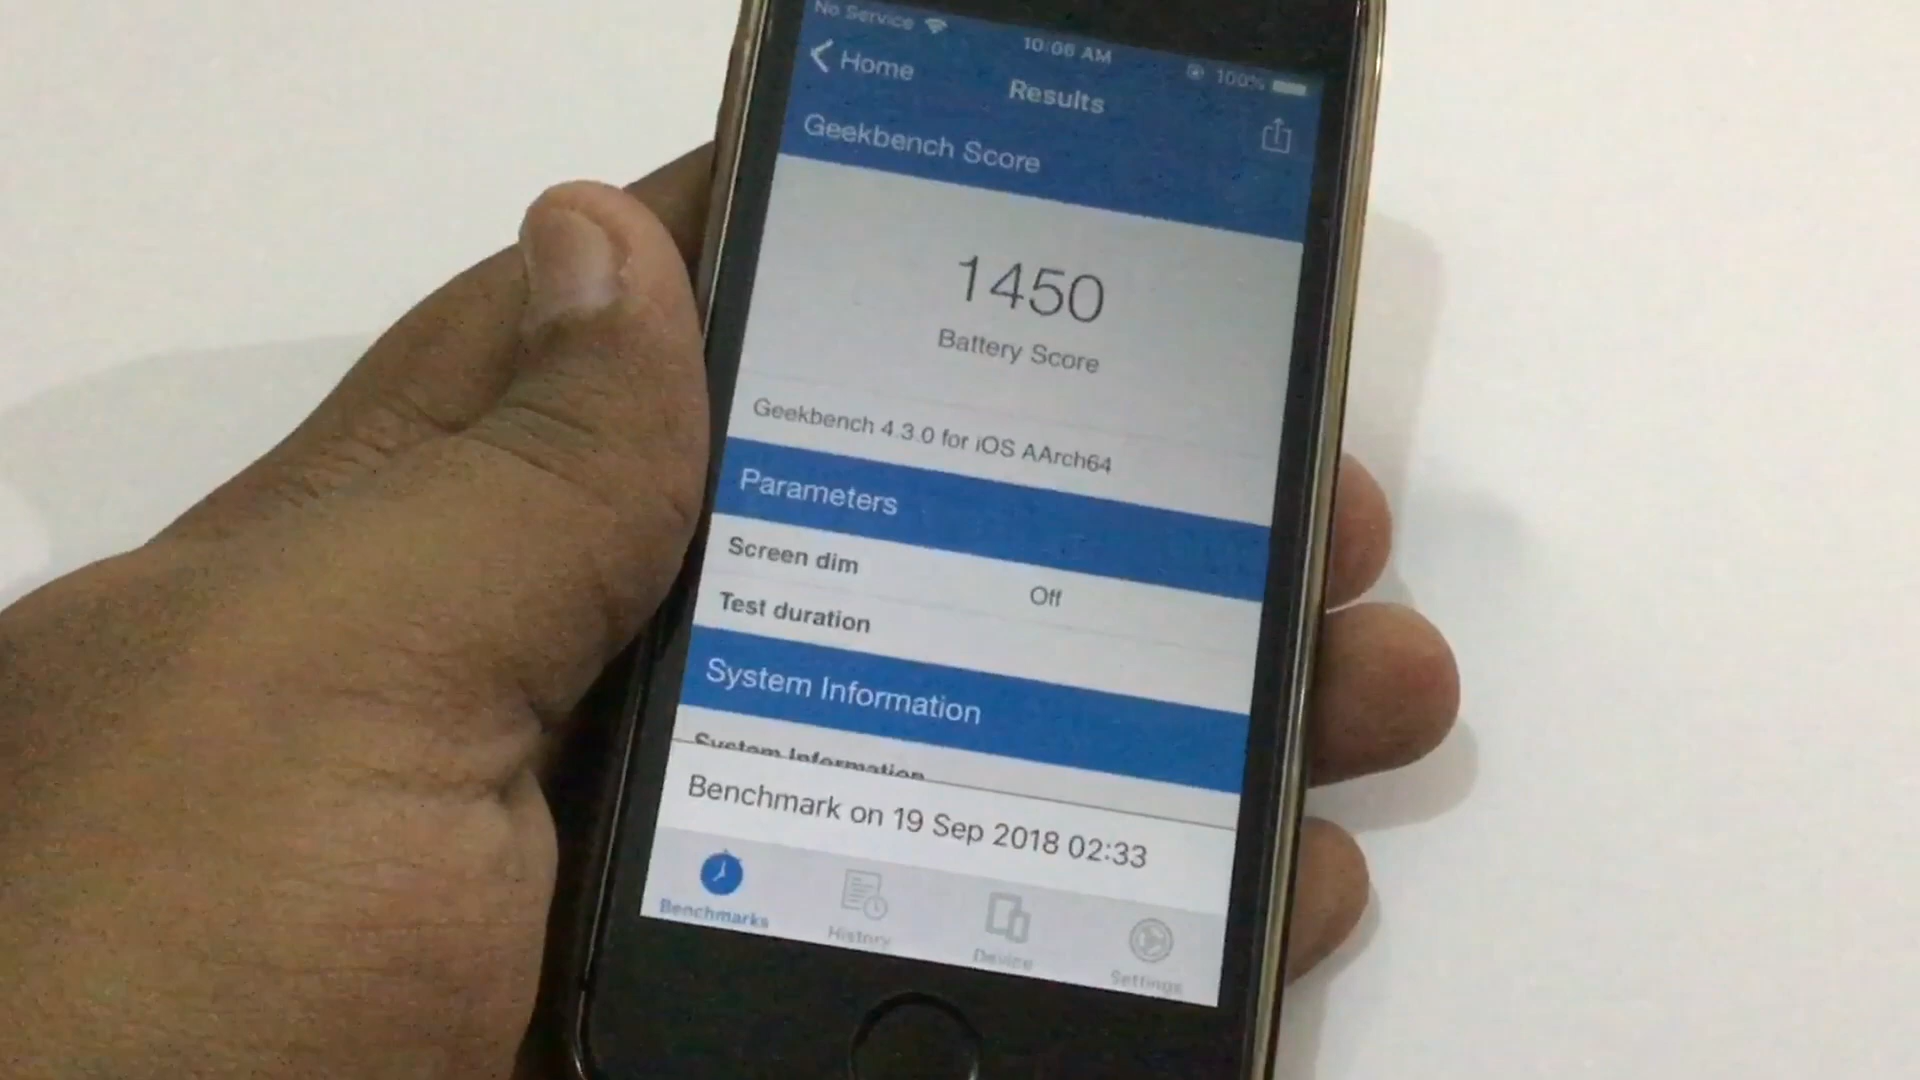 No Service
10:06 AM
100%
Home
Results
Geekbench Score
1450
Battery Score
Geekbench 4.3.0 for iOS AArch64
Parameters
Screen dim Off
Test duration
System Information
System Information
Benchmark on 19 Sep 2018 02:33
Benchmarks
History
Device
Settings